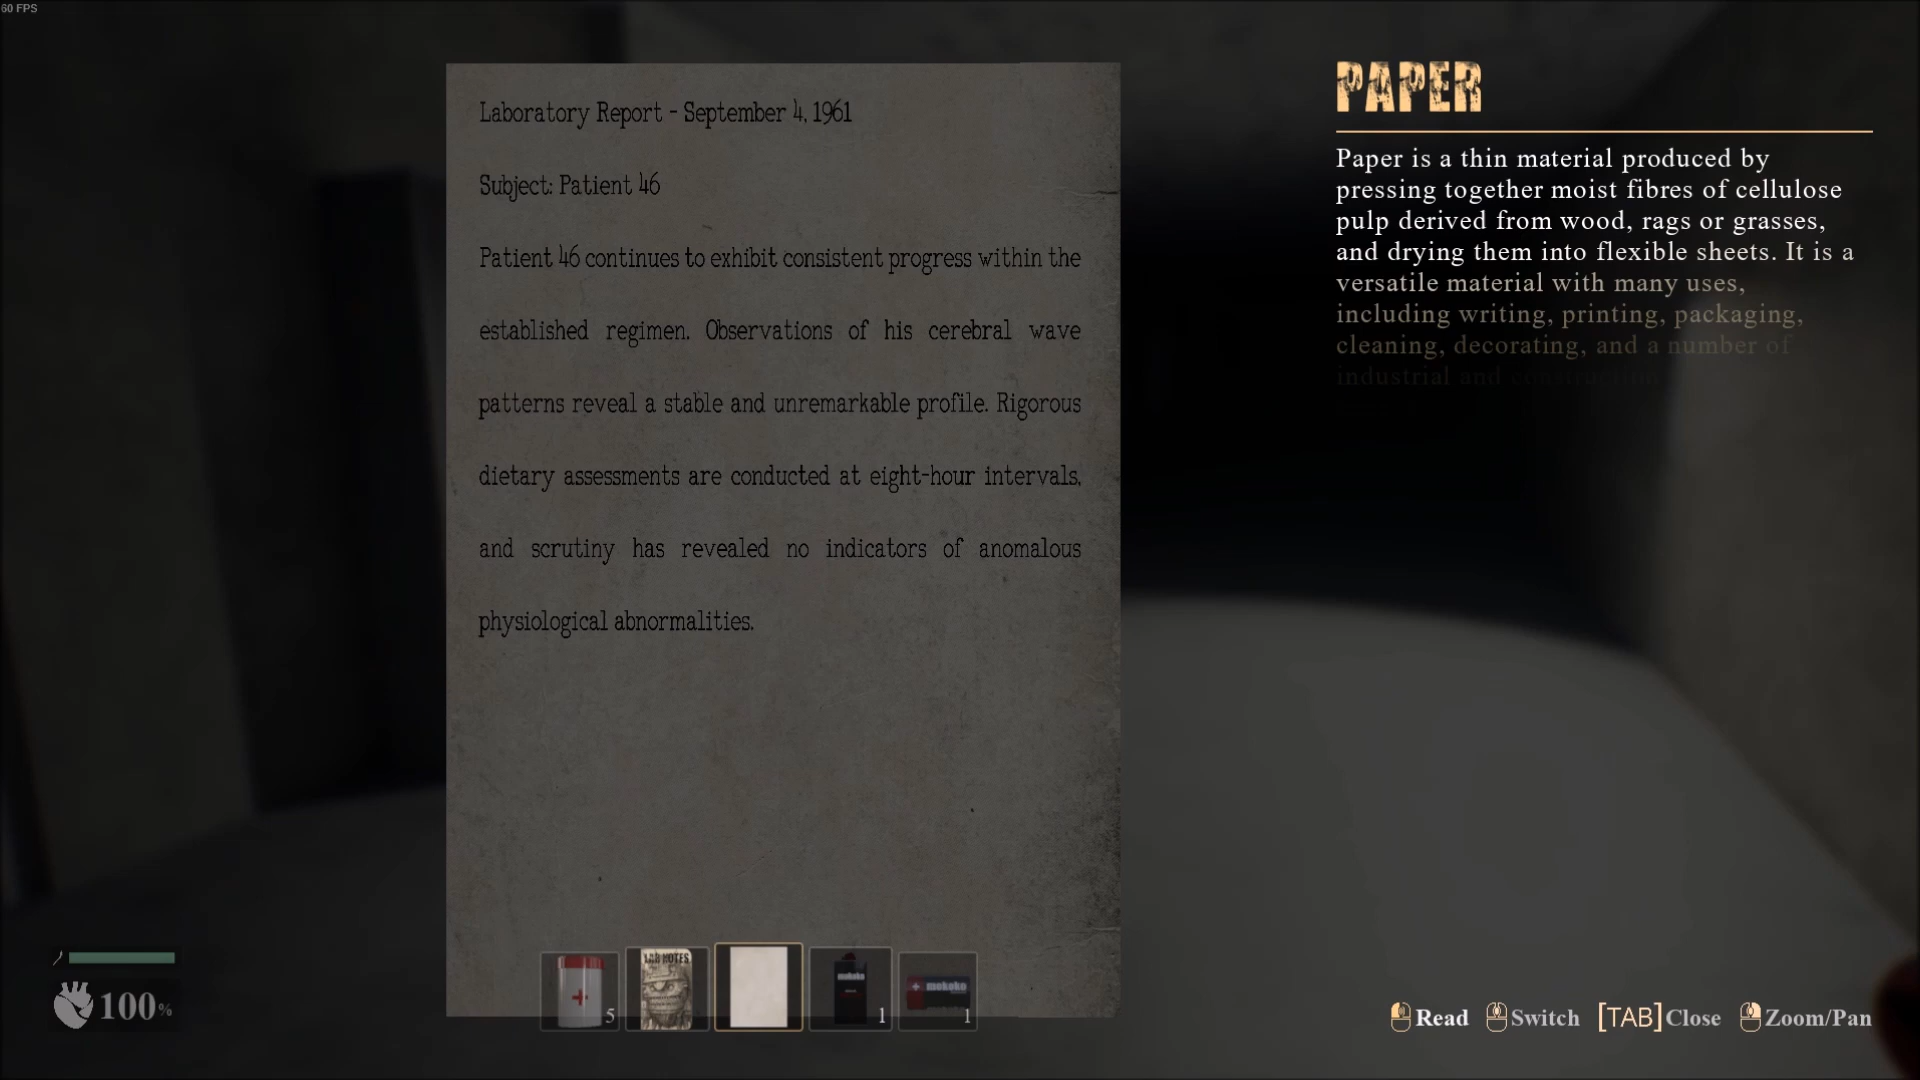 60 FPS
Laboratory Report - September 4, 1961
Subject: Patient 46
Patient 46 continues to exhibit consistent progress within the
established regimen. Observations of his cerebral wave
patterns reveal a stable and unremarkable profile. Rigorous
dietary assessments are conducted at eight-hour intervals,
and scrutiny has revealed no indicators of anomalous
physiological abnormalities.
PAPER
Paper is a thin material produced by
pressing together moist fibres of cellulose
pulp derived from wood, rags or grasses,
and drying them into flexible sheets. It is a
versatile material with many uses,
including writing, printing, packaging,
cleaning, decorating, and a number of
industrial and construction
100%
5
LAB NOTES
mokoko
1
mokoko
1
Read Switch [TAB] Close Zoom/Pan